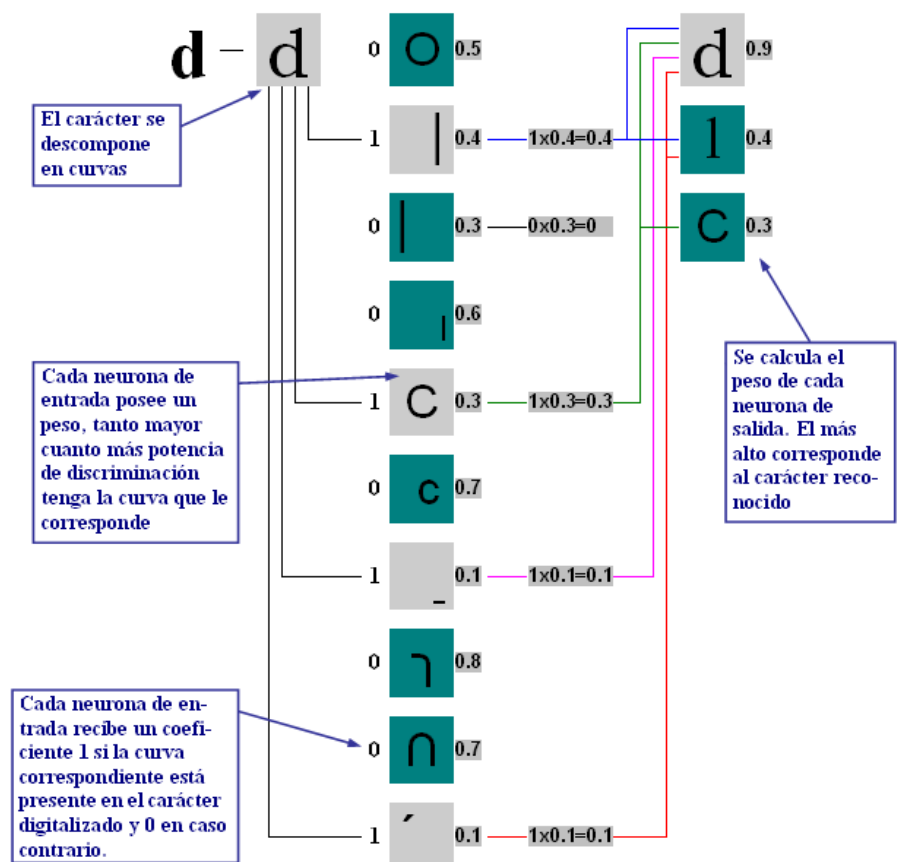 d – d
El carácter se
descompone
en curvas
0 O 0.5
1 | 0.4 1x0.4=0.4
0 | 0.3 0x0.3=0
0 ı 0.6
1 C 0.3 1x0.3=0.3
0 c 0.7
1 - 0.1 1x0.1=0.1
0 ר 0.8
0 ∩ 0.7
1 ´ 0.1 1x0.1=0.1
d 0.9
l 0.4
C 0.3
Cada neurona de
entrada posee un
peso, tanto mayor
cuanto más potencia
de discriminación
tenga la curva que le
corresponde
Cada neurona de en-
trada recibe un coefi-
ciente 1 si la curva
correspondiente está
presente en el carácter
digitalizado y 0 en caso
contrario.
Se calcula el
peso de cada
neurona de
salida. El más
alto corresponde
al carácter reco-
nocido